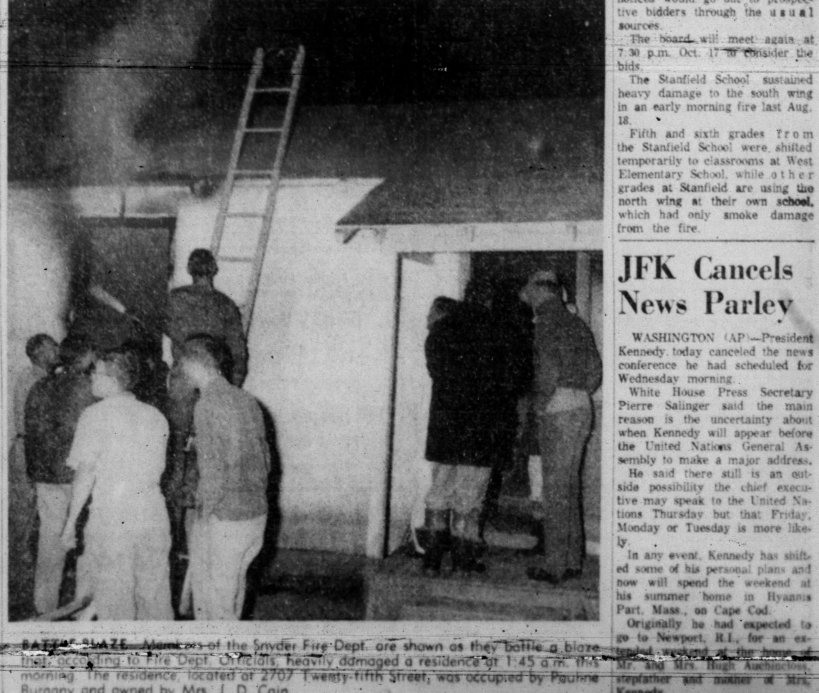 tive bidders through the usual
sources.
The board will meet again at
7:30 p.m. Oct. 17 to consider the
bids.
The Stanfield School sustained
heavy damage to the south wing
in an early morning fire last Aug.
18.
Fifth and sixth grades from
the Stanfield School were shifted
temporarily to classrooms at West
Elementary School, while other
grades at Stanfield are using the
north wing at their own school,
which had only smoke damage
from the fire.
JFK Cancels
News Parley
WASHINGTON (AP)—President
Kennedy today canceled the news
conference he had scheduled for
Wednesday morning.
White House Press Secretary
Pierre Salinger said the main
reason is the uncertainty about
when Kennedy will appear before
the United Nations General As-
sembly to make a major address.
He said there still is an out-
side possibility the chief execu-
tive may speak to the United Na-
tions Thursday but that Friday,
Monday or Tuesday is more like-
ly.
In any event, Kennedy has shift-
ed some of his personal plans and
now will spend the weekend at
his summer home in Hyannis
Port, Mass., on Cape Cod.
Originally he had expected to
go to Newport, R.I., for an ex-
tended weekend at the home of
Mr. and Mrs. Hugh Auchincloss,
stepfather and mother of Mrs.
Kennedy.
BATTLE BLAZE—Members of the Snyder Fire Dept. are shown as they battle a blaze
that, according to Fire Dept. Officials, heavily damaged a residence at 1:45 a.m. this
morning. The residence, located at 2707 Twenty-fifth Street, was occupied by Pauline
and owned by Mrs. J. D. Cain.